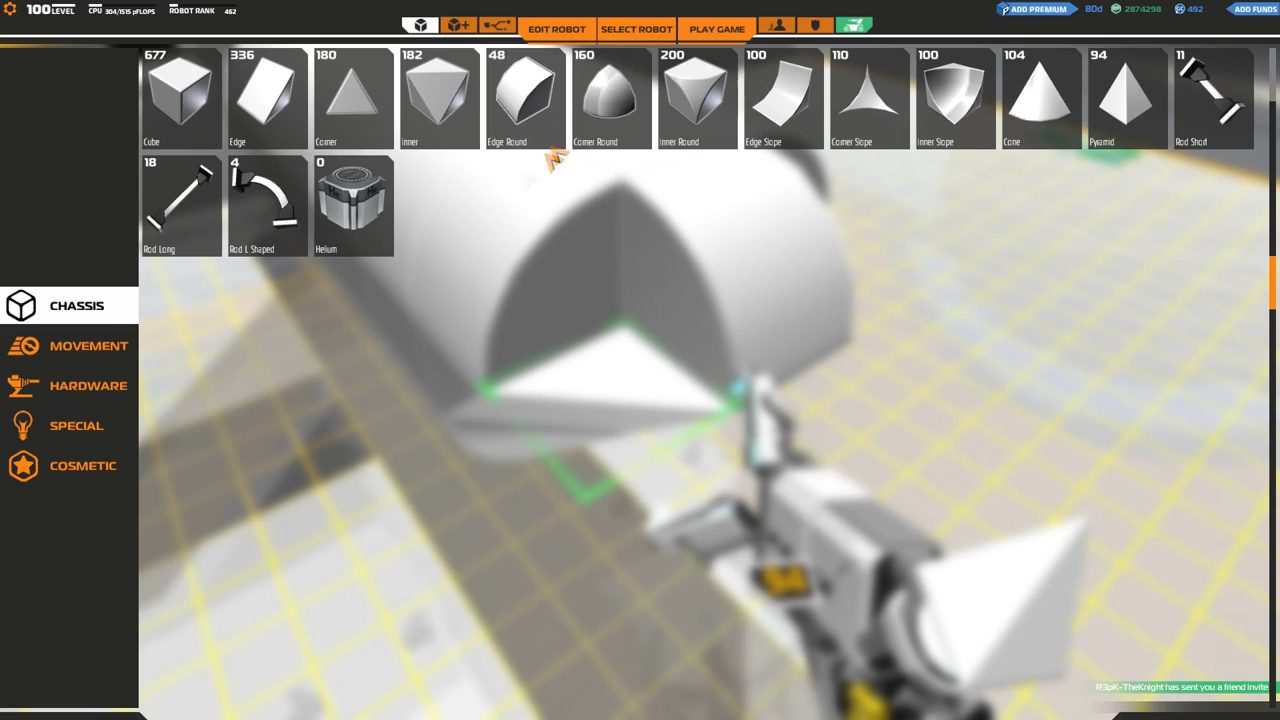 100 LEVEL CPU 304/1515 pFLOPS ROBOT RANK 462
ADD PREMIUM 80d 2874298 492 ADD FUNDS
EDIT ROBOT SELECT ROBOT PLAY GAME
677 336 180 182 48 160 200 100 110 100 104 94 11
Cube Edge Corner Inner Edge Round Corner Round Inner Round Edge Slope Corner Slope Inner Slope Cone Pyramid Rod Short
18 4 0
Rod Long Rod L Shaped Helium
CHASSIS
MOVEMENT
HARDWARE
SPECIAL
COSMETIC
R3pK-TheKnight has sent you a friend invite